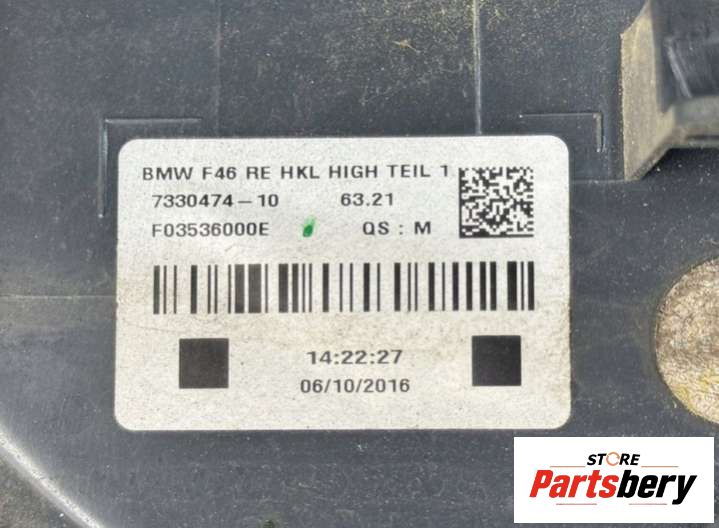 BMW F46 RE HKL HIGH TEIL 1
7330474-10 63.21
F03536000E QS : M
14:22:27
06/10/2016
STORE
Partsbery